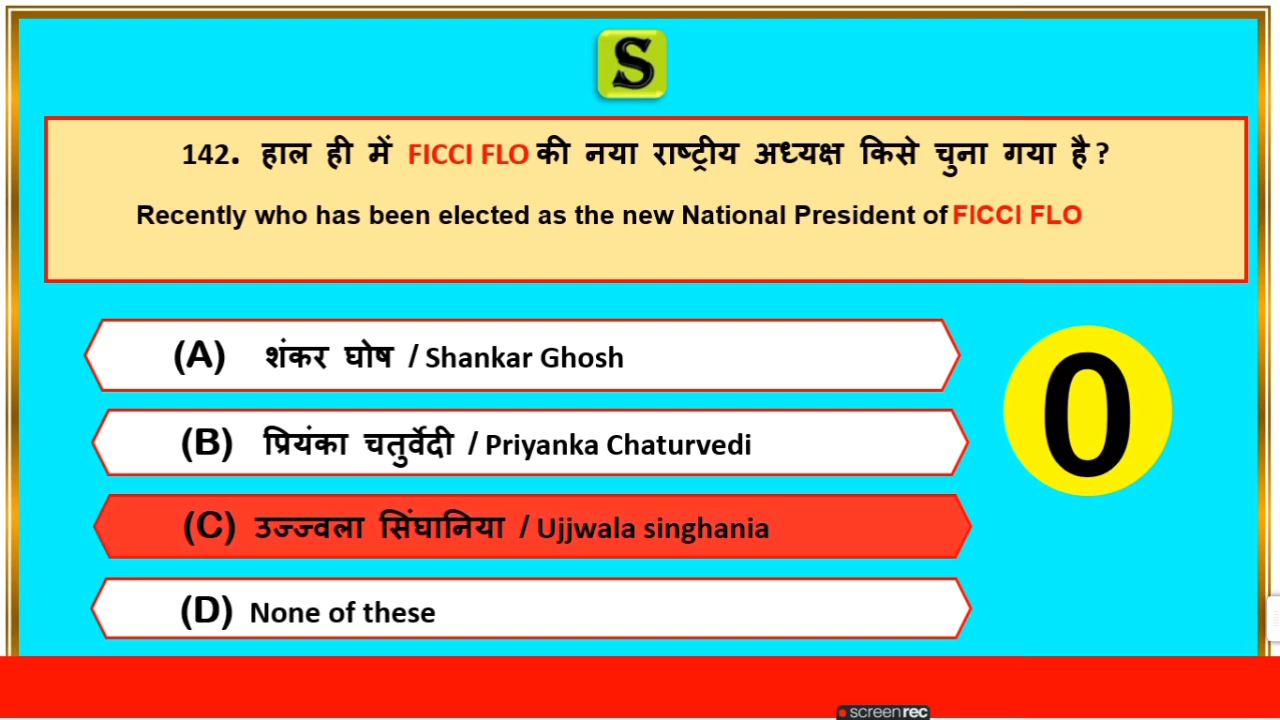 S
142. हाल ही में FICCI FLO की नया राष्ट्रीय अध्यक्ष किसे चुना गया है ?
Recently who has been elected as the new National President of FICCI FLO
(A) शंकर घोष / Shankar Ghosh
0
(B) प्रियंका चतुर्वेदी / Priyanka Chaturvedi
(C) उज्ज्वला सिंघानिया / Ujjwala singhania
(D) None of these
screenrec